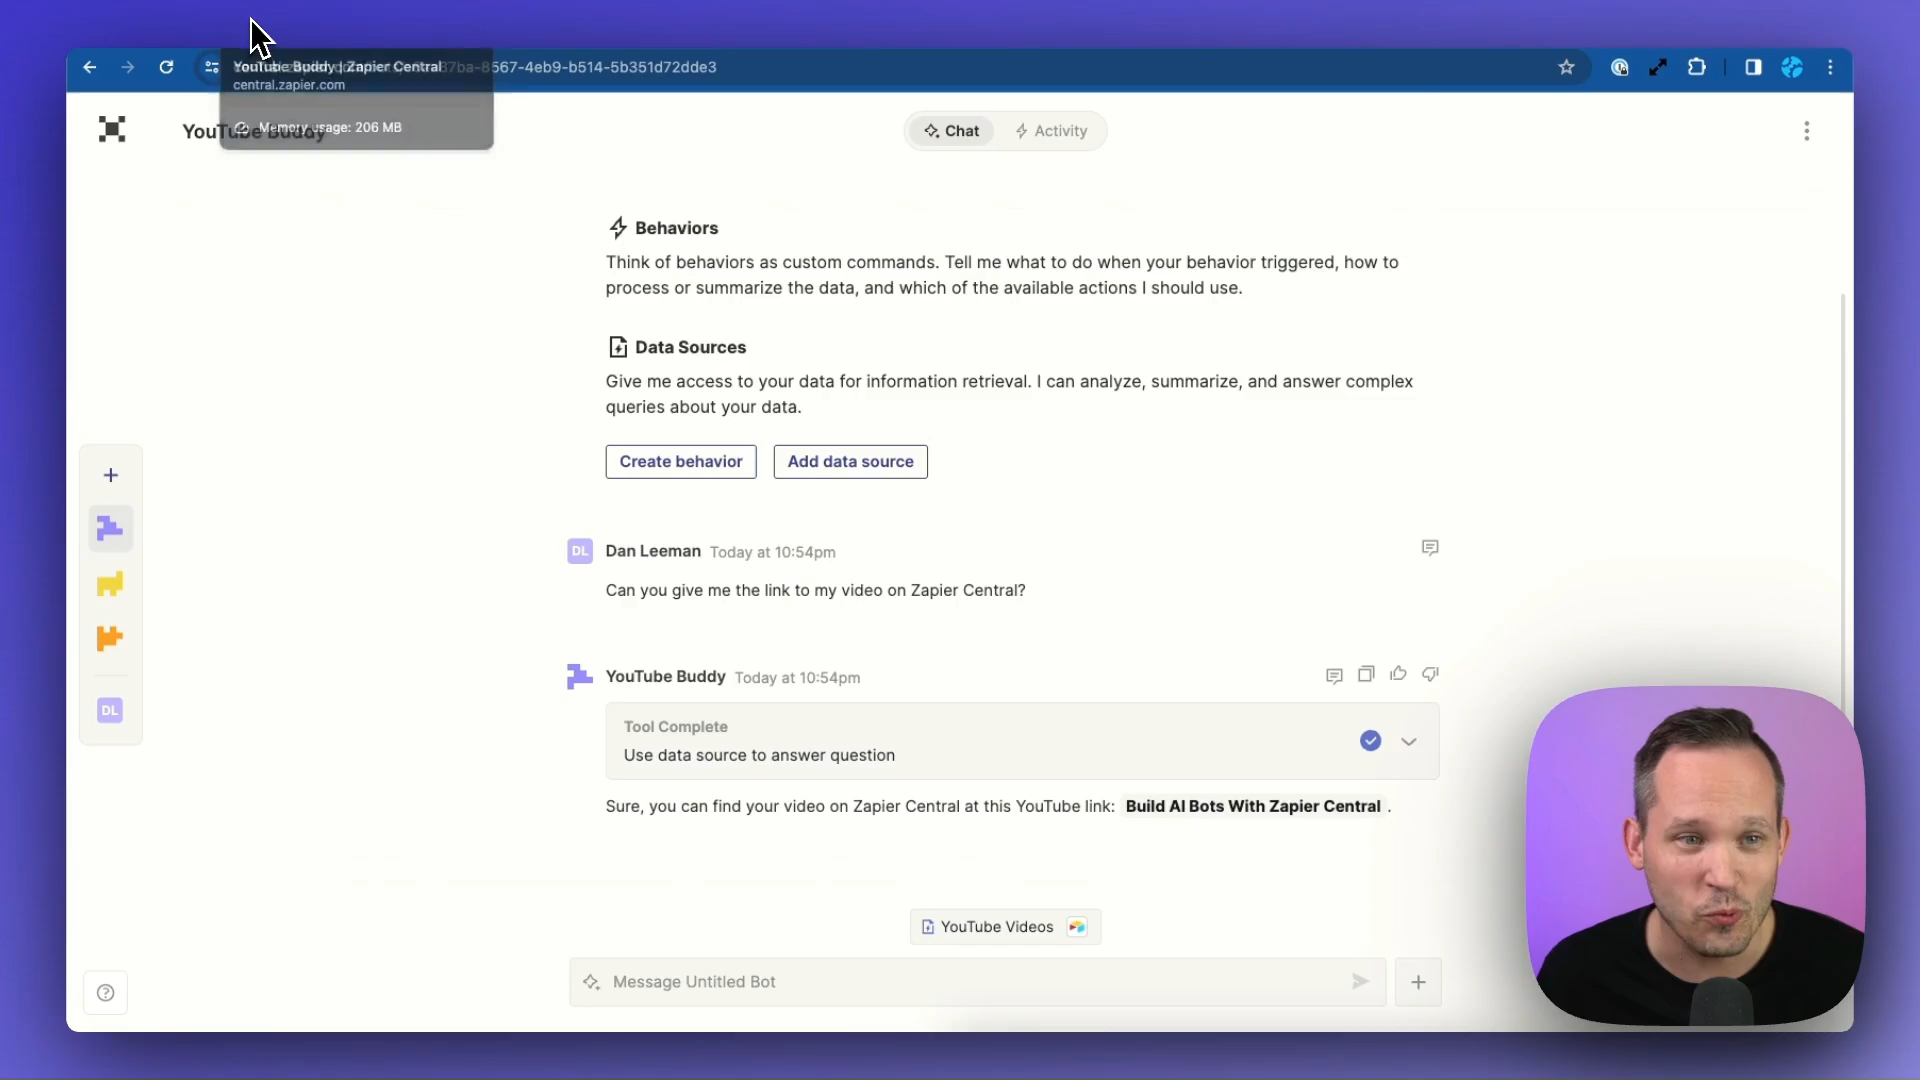 YouTube Buddy | Zapier Central
8567-4eb9-b514-5b351d72dde3
central.zapier.com
Memory usage: 206 MB
YouTube Buddy
Chat
Activity
Behaviors
Think of behaviors as custom commands. Tell me what to do when your behavior triggered, how to
process or summarize the data, and which of the available actions I should use.
Data Sources
Give me access to your data for information retrieval. I can analyze, summarize, and answer complex
queries about your data.
Create behavior
Add data source
DL
Dan Leeman Today at 10:54pm
Can you give me the link to my video on Zapier Central?
YouTube Buddy Today at 10:54pm
Tool Complete
Use data source to answer question
DL
Sure, you can find your video on Zapier Central at this YouTube link: Build AI Bots With Zapier Central .
YouTube Videos
Message Untitled Bot